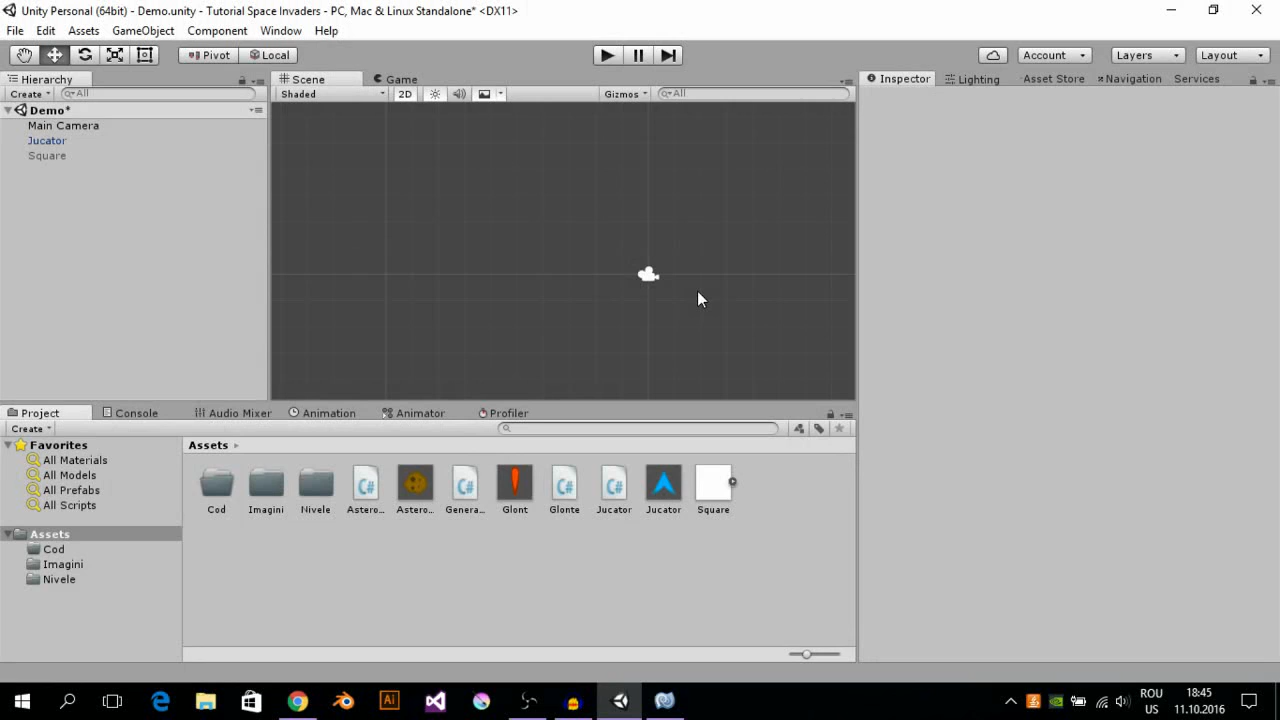 Unity Personal (64bit) - Demo.unity - Tutorial Space Invaders - PC, Mac & Linux Standalone* <DX11>
File Edit Assets GameObject Component Window Help
Pivot Local Account Layers Layout
Hierarchy Scene Game Inspector Lighting Asset Store Navigation Services
Create All Shaded 2D Gizmos All
Demo*
Main Camera
Jucator
Square
Project Console Audio Mixer Animation Animator Profiler
Create
Favorites
All Materials
All Models
All Prefabs
All Scripts
Assets
Cod
Imagini
Nivele
Assets
C# C# C# C#
Cod Imagini Nivele Astero... Astero... Genera... Glont Glonte Jucator Jucator Square
Ai
ROU
US
18:45
11.10.2016